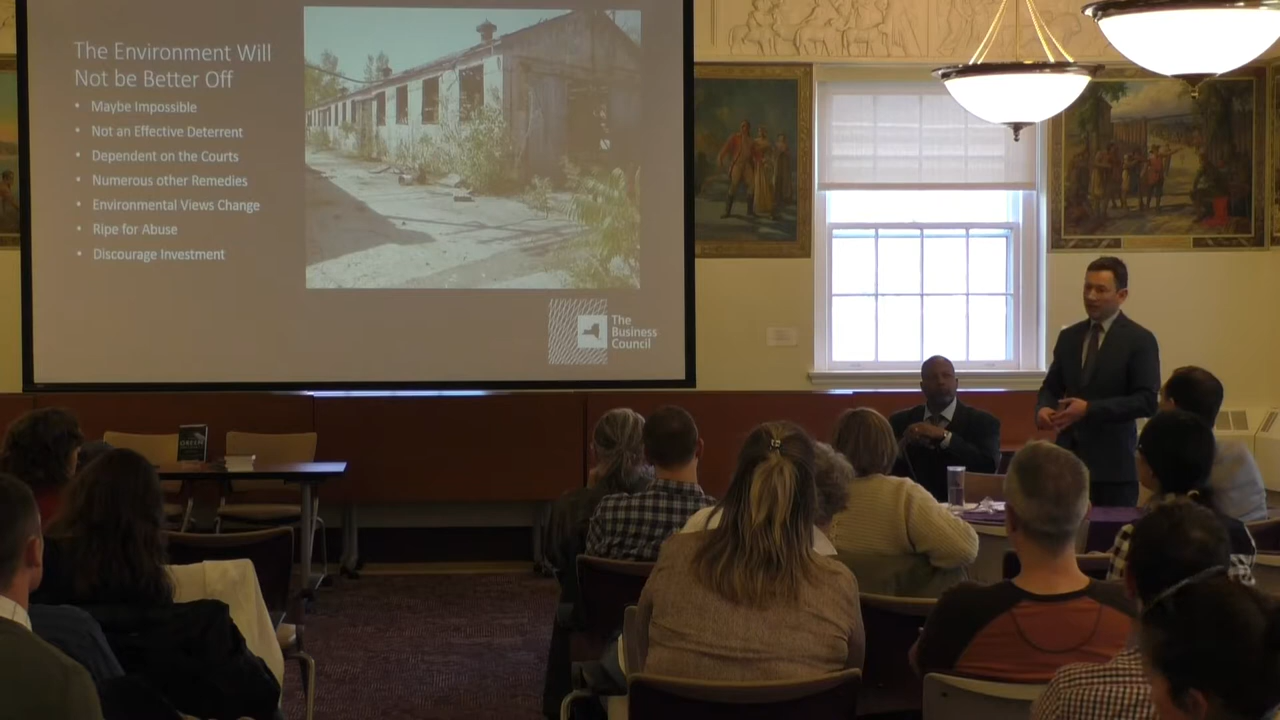 The Environment Will
Not be Better Off
• Maybe Impossible
• Not an Effective Deterrent
• Dependent on the Courts
• Numerous other Remedies
• Environmental Views Change
• Ripe for Abuse
• Discourage Investment
The
Business
Council
GREEN